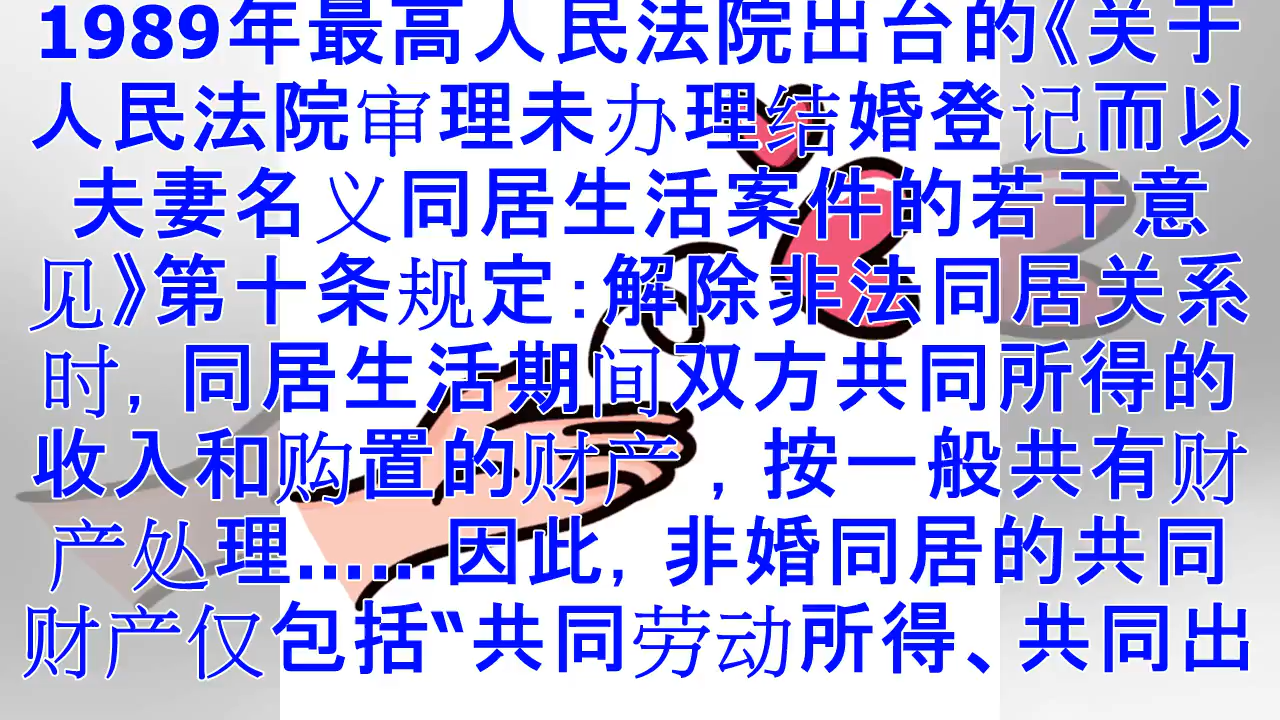 1989年最高人民法院出台的《关于
人民法院审理未办理结婚登记而以
夫妻名义同居生活案件的若干意
见》第十条规定:解除非法同居关系
时, 同居生活期间双方共同所得的
收入和购置的财产 , 按一般共有财
产处理……因此, 非婚同居的共同
财产仅包括“共同劳动所得、共同出